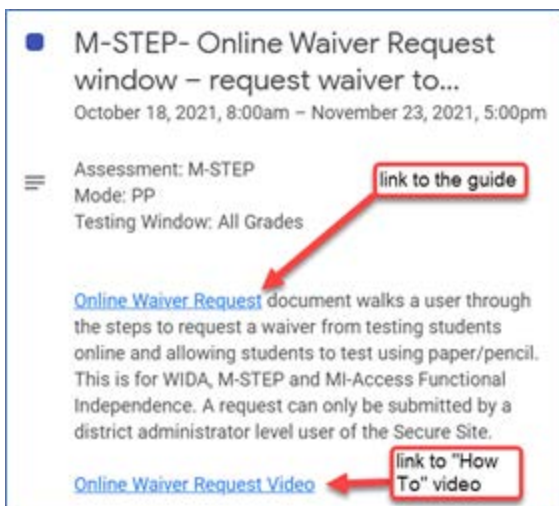 M-STEP- Online Waiver Request
window – request waiver to...
October 18, 2021, 8:00am – November 23, 2021, 5:00pm
Assessment: M-STEP
link to the guide
Mode: PP
Testing Window: All Grades
Online Waiver Request document walks a user through
the steps to request a waiver from testing students
online and allowing students to test using paper/pencil.
This is for WIDA, M-STEP and MI-Access Functional
Independence. A request can only be submitted by a
district administrator level user of the Secure Site.
link to "How
To" video
Online Waiver Request Video